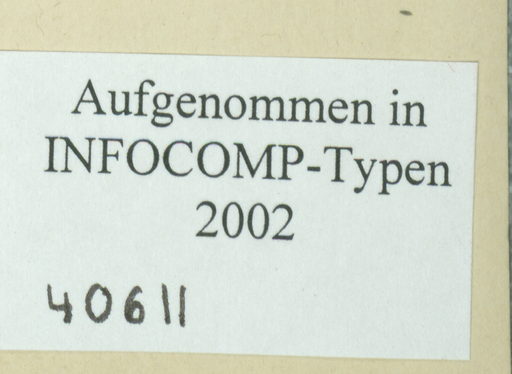 Aufgenommen in
INFOCOMP-Typen
2002
40611